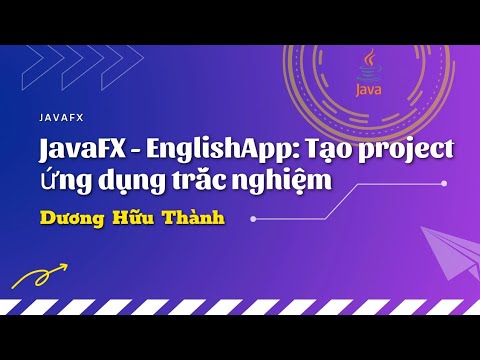 Java
JAVAFX
JavaFX - EnglishApp: Tạo project
Ứng dụng trắc nghiệm
Dương Hữu Thành